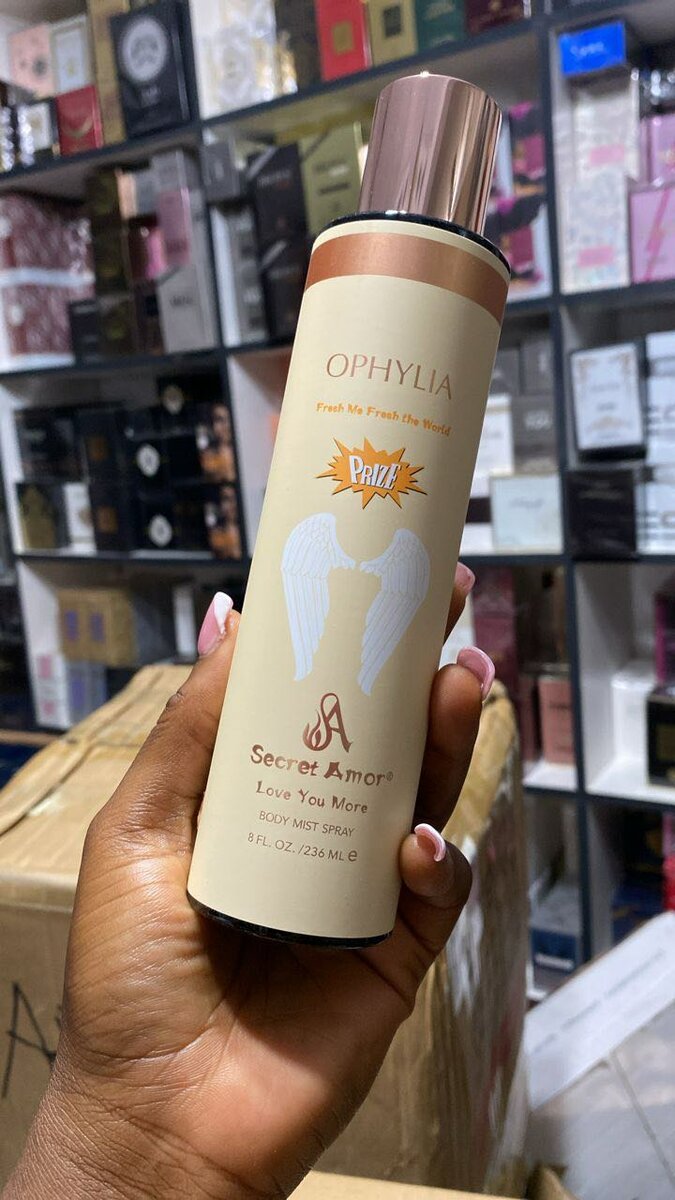 OPHYLIA
Fresh Me Fresh the World
PRIZE
SA
Secret Amor®
Love You More
BODY MIST SPRAY
8 FL. OZ. /236 ML e